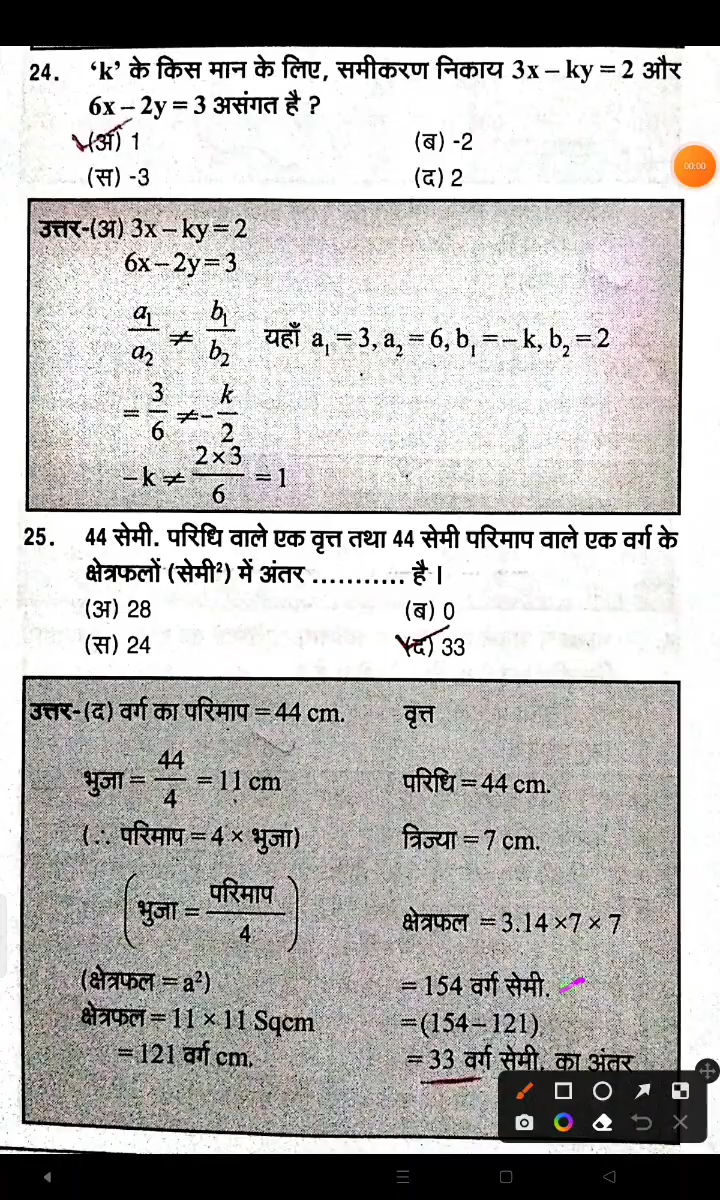 24. ‘k’ के किस मान के लिए, समीकरण निकाय 3x – ky = 2 और
6x – 2y = 3 असंगत है ?
(अ) 1 (ब) -2
(स) -3 (द) 2
00:00
उत्तर-(अ) 3x – ky = 2
6x – 2y = 3
a₁/a₂ ≠ b₁/b₂ यहाँ a₁ = 3, a₂ = 6, b₁ = – k, b₂ = 2
= 3/6 ≠ – k/2
– k ≠ 2 × 3/6 = 1
25. 44 सेमी. परिधि वाले एक वृत्त तथा 44 सेमी परिमाप वाले एक वर्ग के
क्षेत्रफलों (सेमी²) में अंतर ........... है ।
(अ) 28 (ब) 0
(स) 24 (द) 33
उत्तर-(द) वर्ग का परिमाप = 44 cm. वृत्त
भुजा = 44/4 = 11 cm परिधि = 44 cm.
(∴ परिमाप = 4 × भुजा) त्रिज्या = 7 cm.
(भुजा = परिमाप/4) क्षेत्रफल = 3.14 × 7 × 7
(क्षेत्रफल = a²) = 154 वर्ग सेमी.
क्षेत्रफल = 11 × 11 Sqcm = (154 – 121)
= 121 वर्ग cm. = 33 वर्ग सेमी. का अंतर